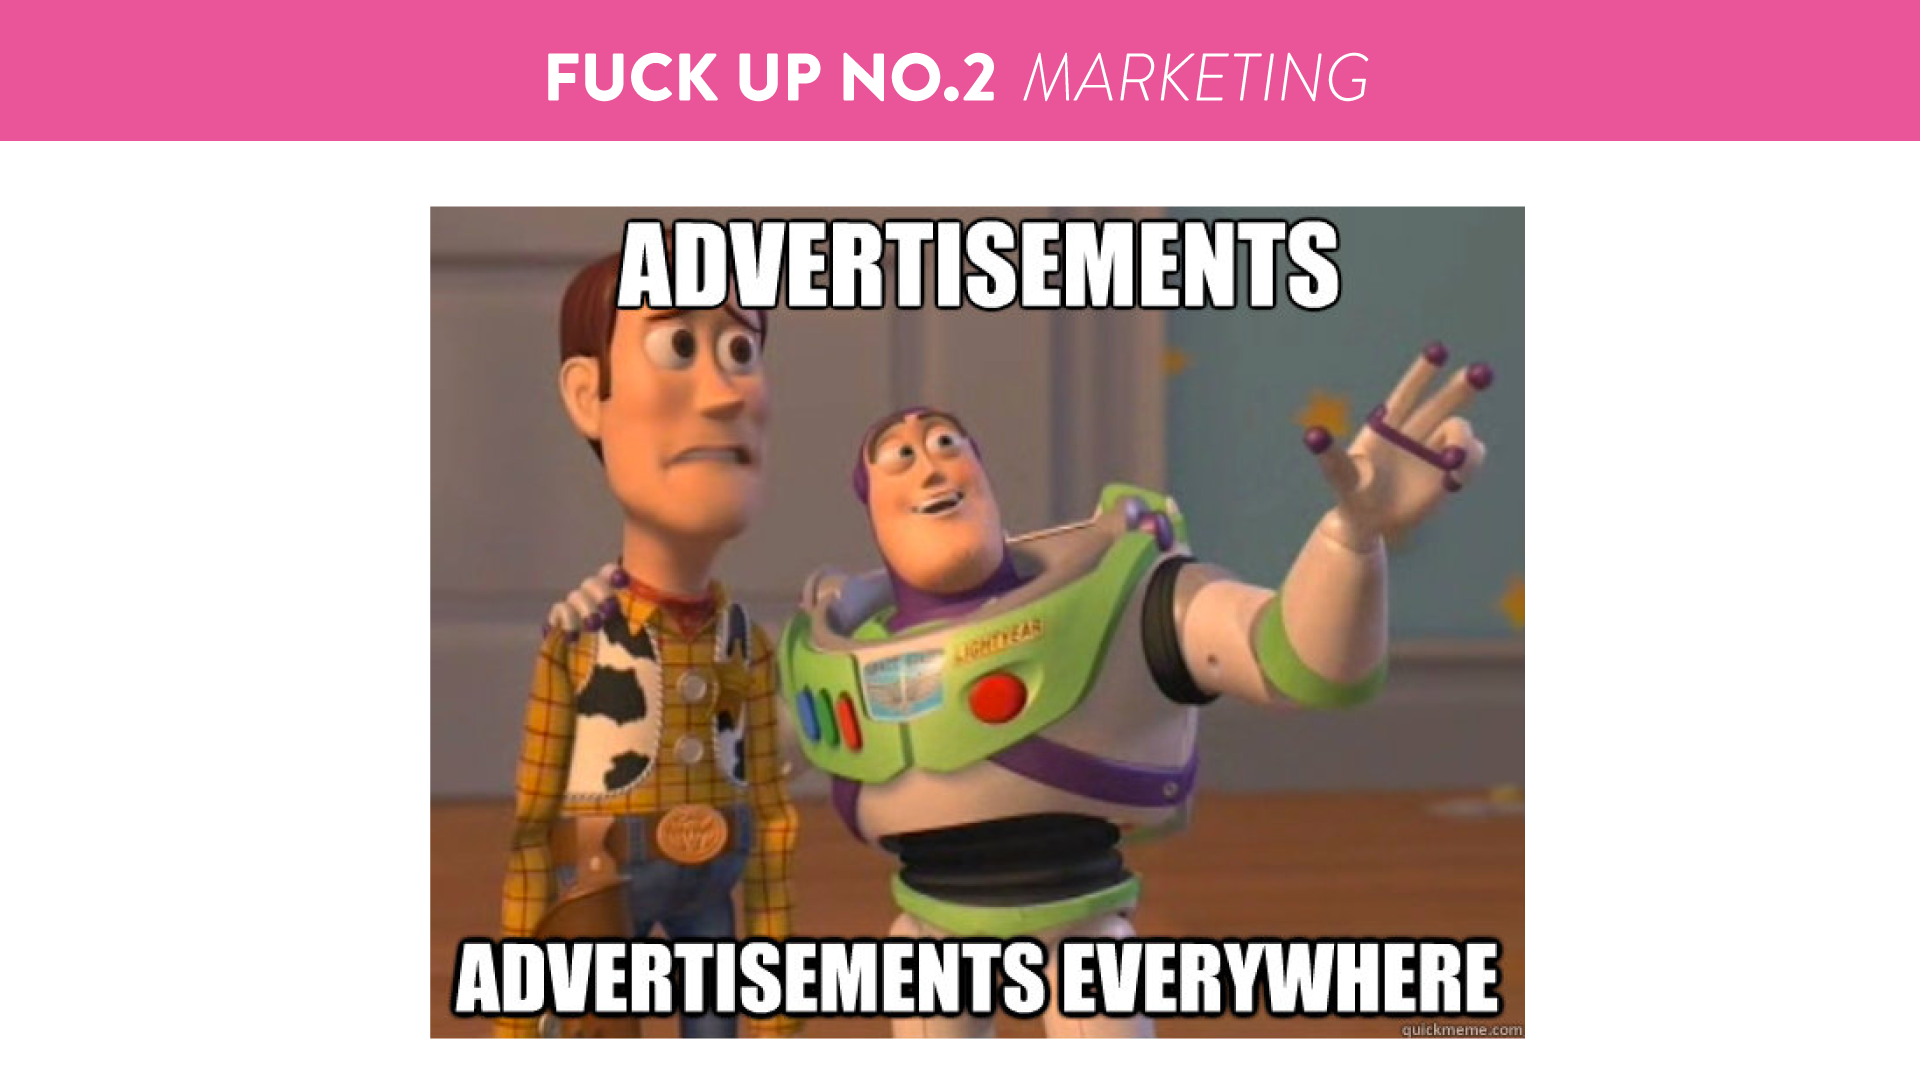 FUCK UP NO.2 MARKETING
ADVERTISEMENTS
LIGHTYEAR
ADVERTISEMENTS EVERYWHERE
quickmeme.com